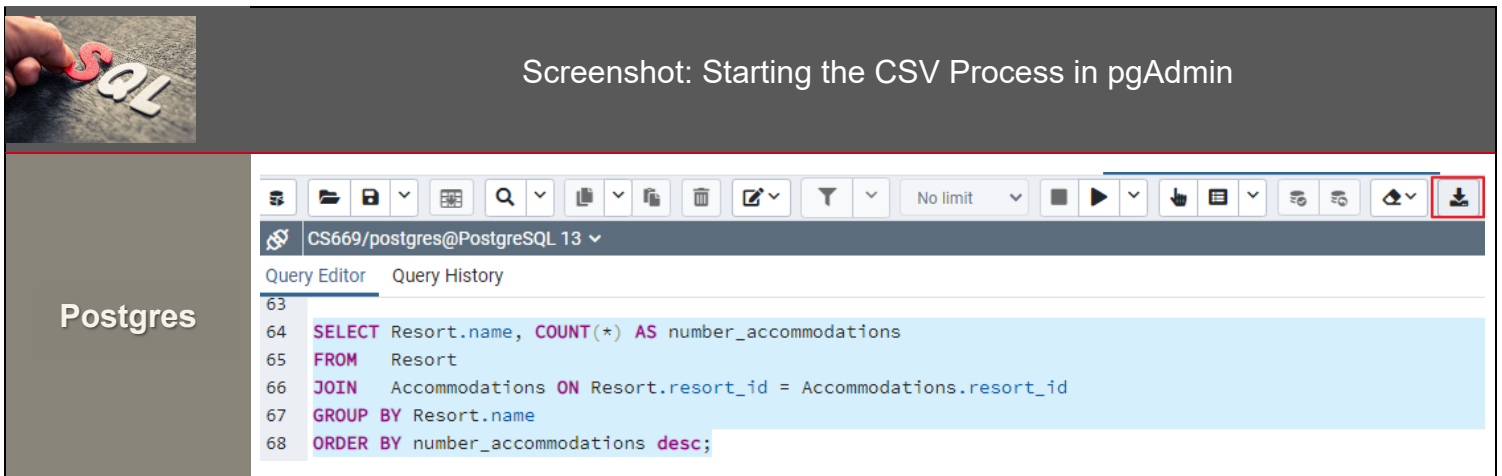 SQL
Screenshot: Starting the CSV Process in pgAdmin
Postgres
No limit
CS669/postgres@PostgreSQL 13
Query Editor Query History
63
64 SELECT Resort.name, COUNT(*) AS number_accommodations
65 FROM Resort
66 JOIN Accommodations ON Resort.resort_id = Accommodations.resort_id
67 GROUP BY Resort.name
68 ORDER BY number_accommodations desc;